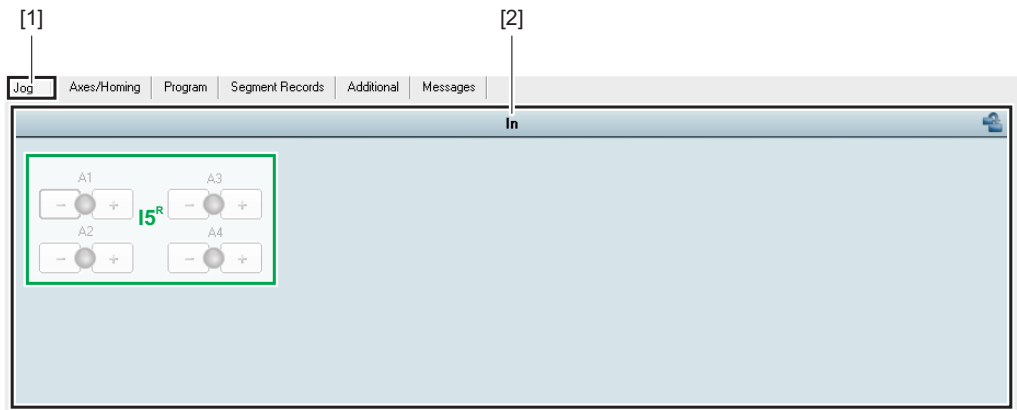 [1] [2]
Jog Axes/Homing Program Segment Records Additional Messages
In
A1 A3
- + I5ᴿ - +
A2 A4
- + - +